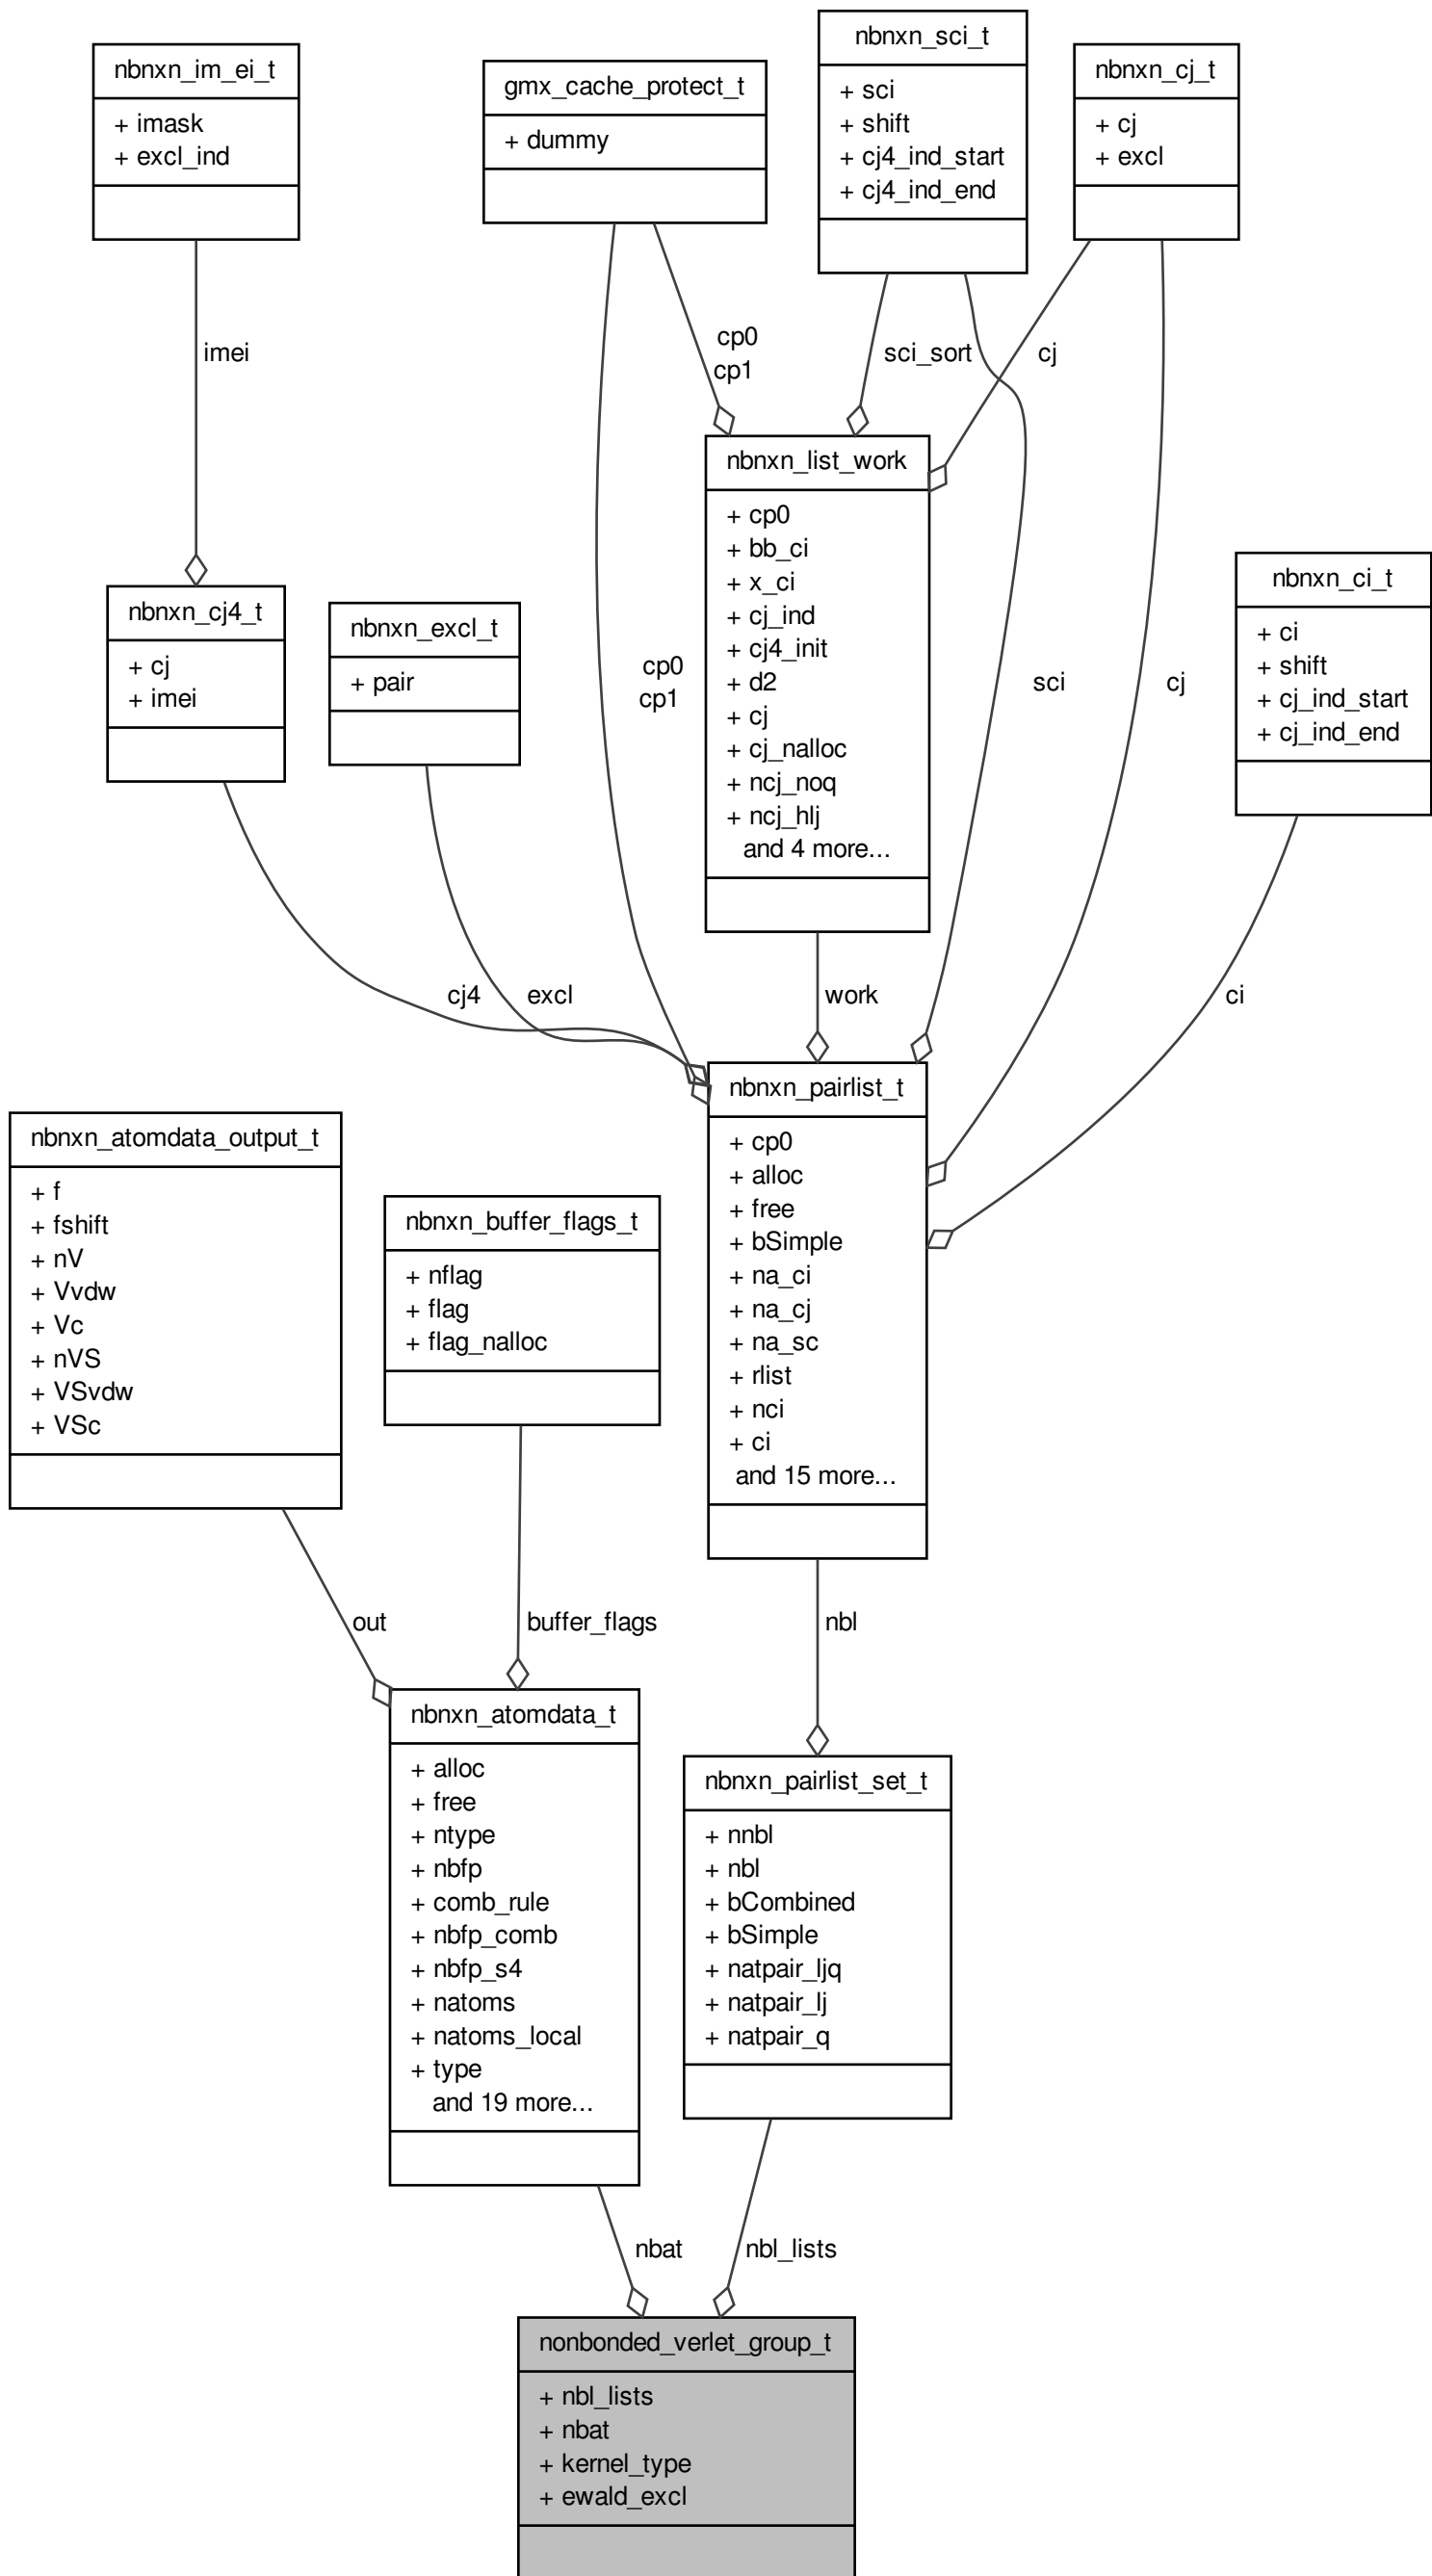 nbnxn_sci_t
+ sci
+ shift
+ cj4_ind_start
+ cj4_ind_end
nbnxn_im_ei_t
+ imask
+ excl_ind
gmx_cache_protect_t
+ dummy
nbnxn_cj_t
+ cj
+ excl
imei
cp0
cp1
sci_sort
cj
nbnxn_list_work
+ cp0
+ bb_ci
+ x_ci
+ cj_ind
+ cj4_init
+ d2
+ cj
+ cj_nalloc
+ ncj_noq
+ ncj_hlj
and 4 more...
nbnxn_cj4_t
+ cj
+ imei
nbnxn_excl_t
+ pair
cp0
cp1
sci
cj
nbnxn_ci_t
+ ci
+ shift
+ cj_ind_start
+ cj_ind_end
cj4
excl
work
ci
nbnxn_pairlist_t
+ cp0
+ alloc
+ free
+ bSimple
+ na_ci
+ na_cj
+ na_sc
+ rlist
+ nci
+ ci
and 15 more...
nbnxn_atomdata_output_t
+ f
+ fshift
+ nV
+ Vvdw
+ Vc
+ nVS
+ VSvdw
+ VSc
nbnxn_buffer_flags_t
+ nflag
+ flag
+ flag_nalloc
out
buffer_flags
nbl
nbnxn_atomdata_t
+ alloc
+ free
+ ntype
+ nbfp
+ comb_rule
+ nbfp_comb
+ nbfp_s4
+ natoms
+ natoms_local
+ type
and 19 more...
nbnxn_pairlist_set_t
+ nnbl
+ nbl
+ bCombined
+ bSimple
+ natpair_ljq
+ natpair_lj
+ natpair_q
nbat
nbl_lists
nonbonded_verlet_group_t
+ nbl_lists
+ nbat
+ kernel_type
+ ewald_excl